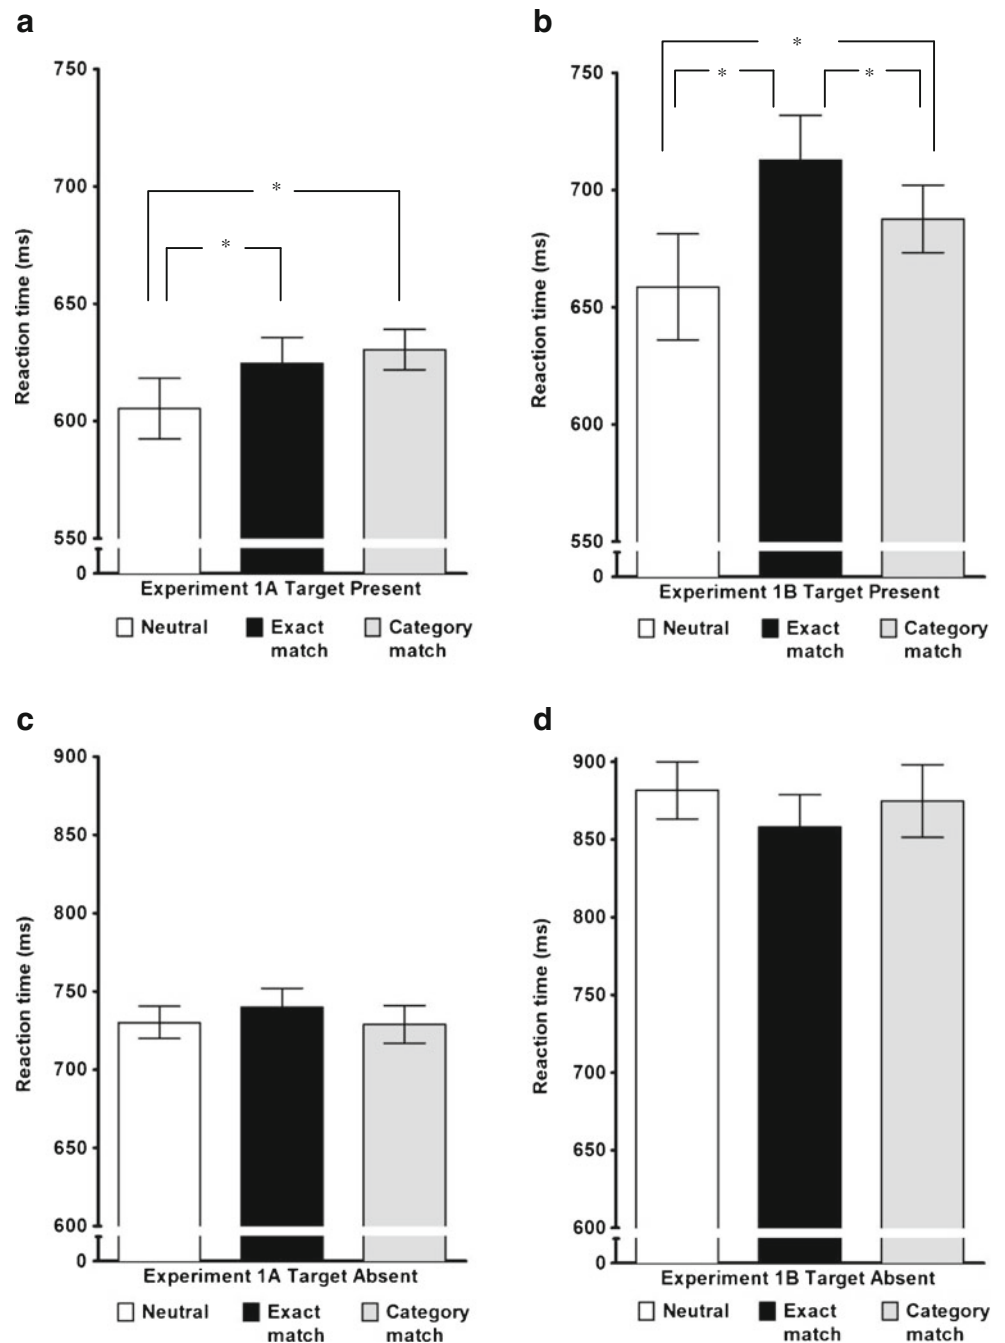 a
750
700
650
600
550
0
Reaction time (ms)
*
*
Experiment 1A Target Present
Neutral
Exact match
Category match
b
750
700
650
600
550
0
Reaction time (ms)
*
*
*
Experiment 1B Target Present
Neutral
Exact match
Category match
c
900
850
800
750
700
650
600
0
Reaction time (ms)
Experiment 1A Target Absent
Neutral
Exact match
Category match
d
900
850
800
750
700
650
600
0
Reaction time (ms)
Experiment 1B Target Absent
Neutral
Exact match
Category match